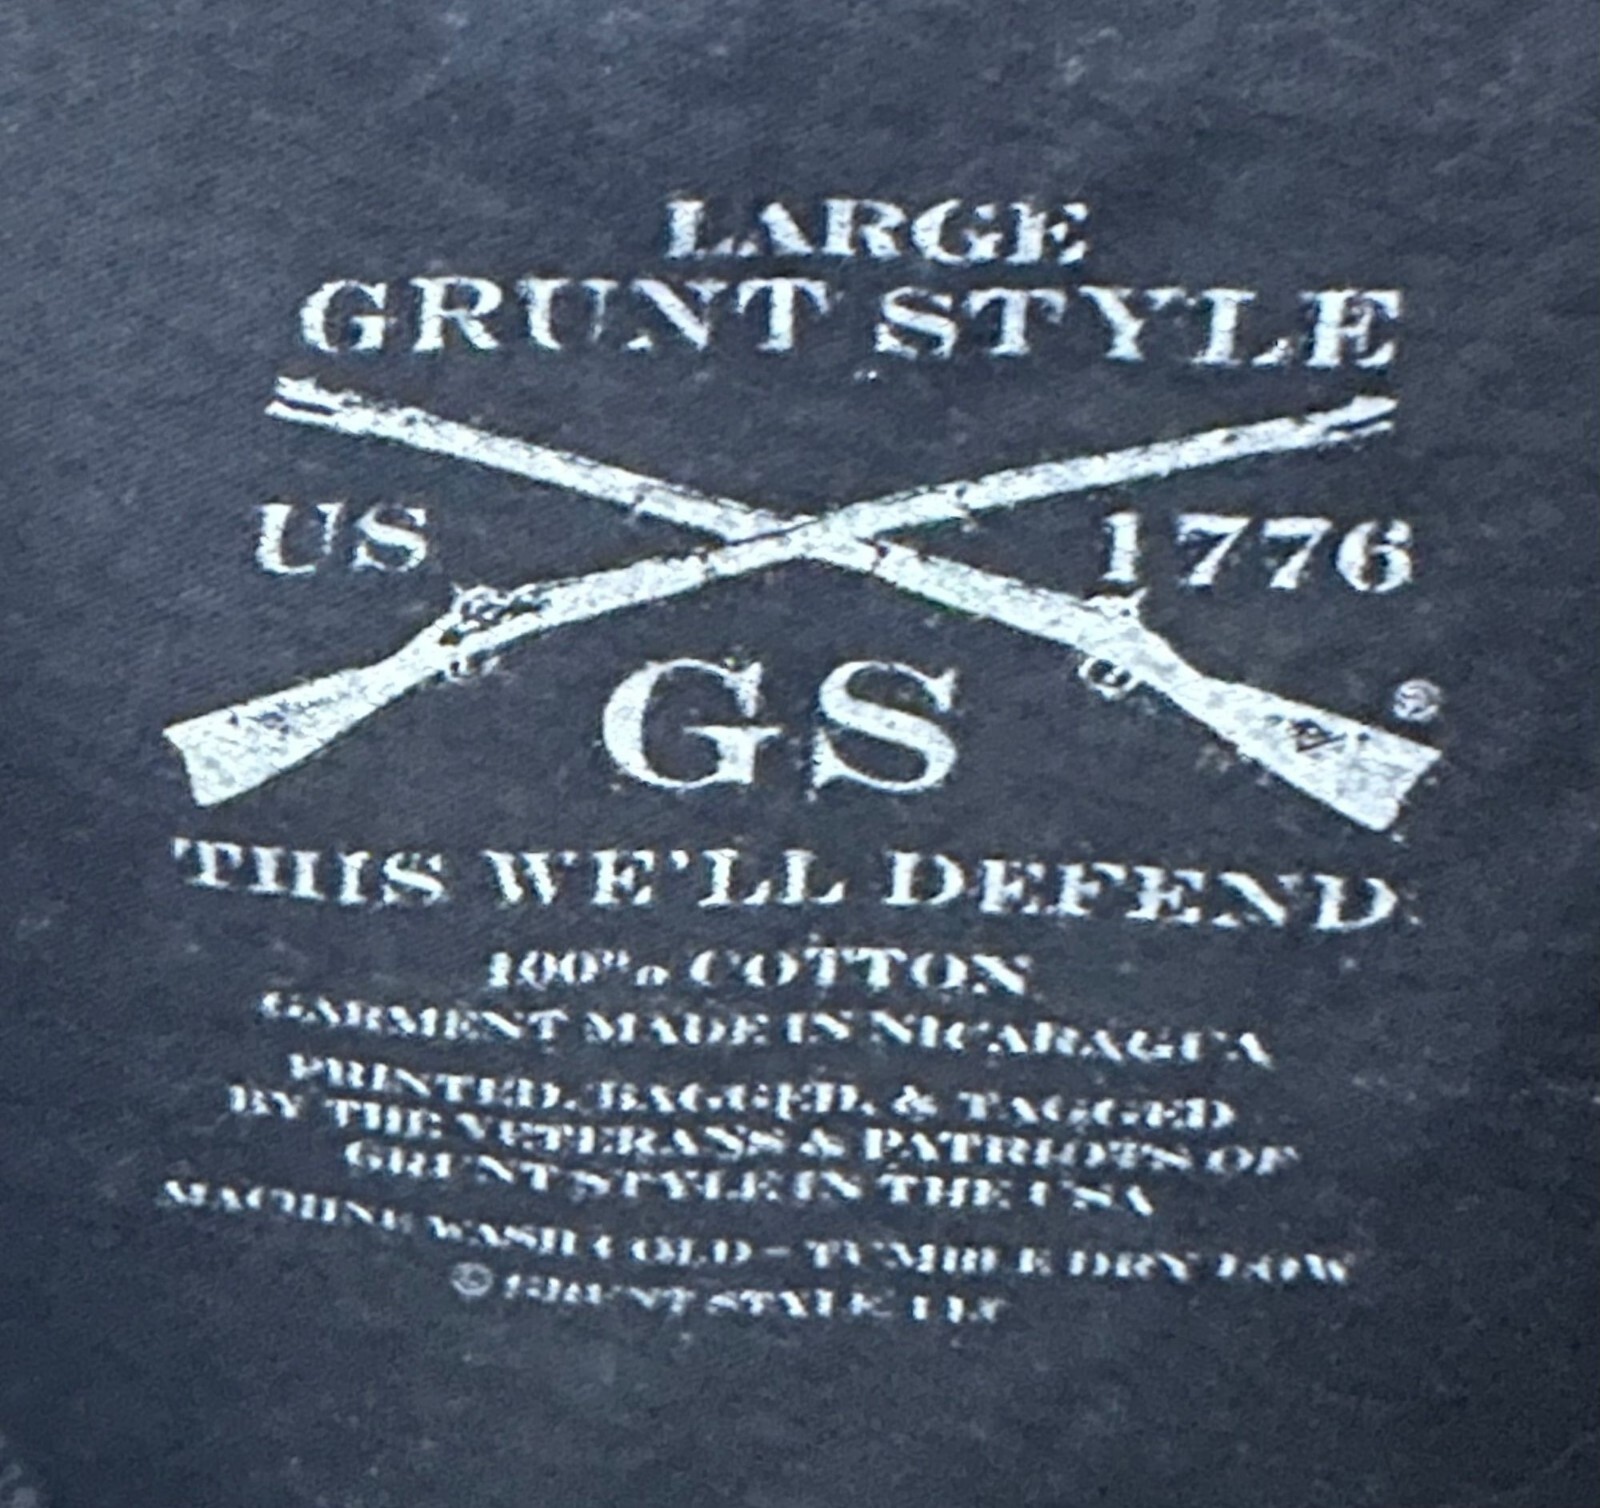 LARGE
GRUNT STYLE
US 1776
GS ®
THIS WE'LL DEFEND
100% COTTON
GARMENT MADE IN NICARAGUA
PRINTED, BAGGED, & TAGGED
BY THE VETERANS & PATRIOTS OF
GRUNT STYLE IN THE USA
MACHINE WASH COLD - TUMBLE DRY LOW
© GRUNT STYLE LLC